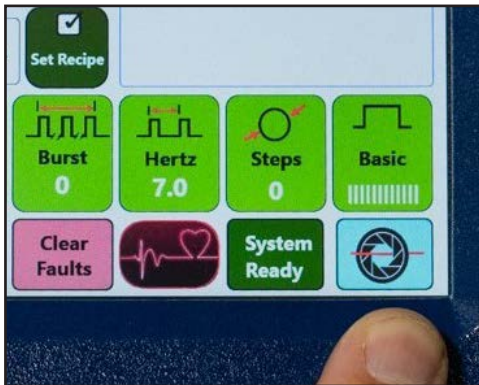 Set Recipe
Burst
0
Hertz
7.0
Steps
0
Basic
Clear
Faults
System
Ready